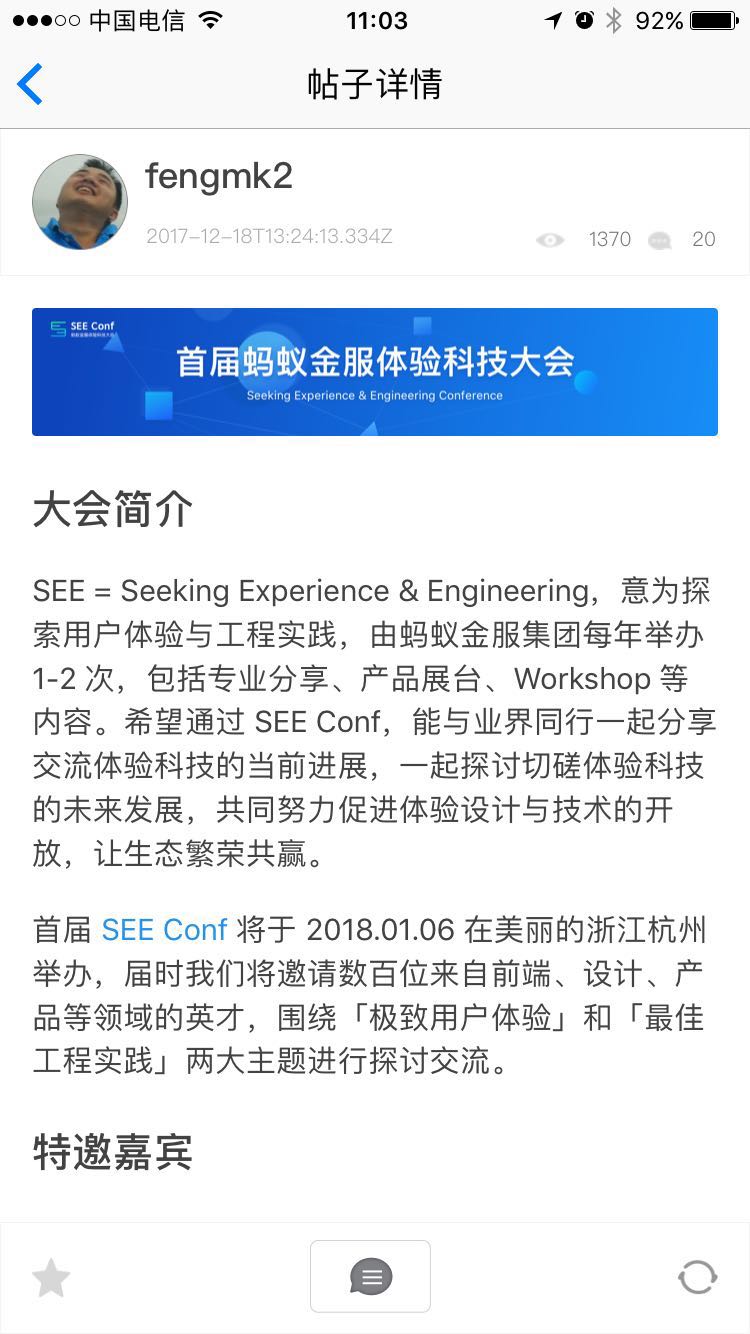 中国电信 11:03 92%
帖子详情
fengmk2
2017-12-18T13:24:13.334Z 1370 20
SEE Conf
首届蚂蚁金服体验科技大会
Seeking Experience & Engineering Conference
大会简介
SEE = Seeking Experience & Engineering，意为探
索用户体验与工程实践，由蚂蚁金服集团每年举办
1-2 次，包括专业分享、产品展台、Workshop 等
内容。希望通过 SEE Conf，能与业界同行一起分享
交流体验科技的当前进展，一起探讨切磋体验科技
的未来发展，共同努力促进体验设计与技术的开
放，让生态繁荣共赢。
首届 SEE Conf 将于 2018.01.06 在美丽的浙江杭州
举办，届时我们将邀请数百位来自前端、设计、产
品等领域的英才，围绕「极致用户体验」和「最佳
工程实践」两大主题进行探讨交流。
特邀嘉宾